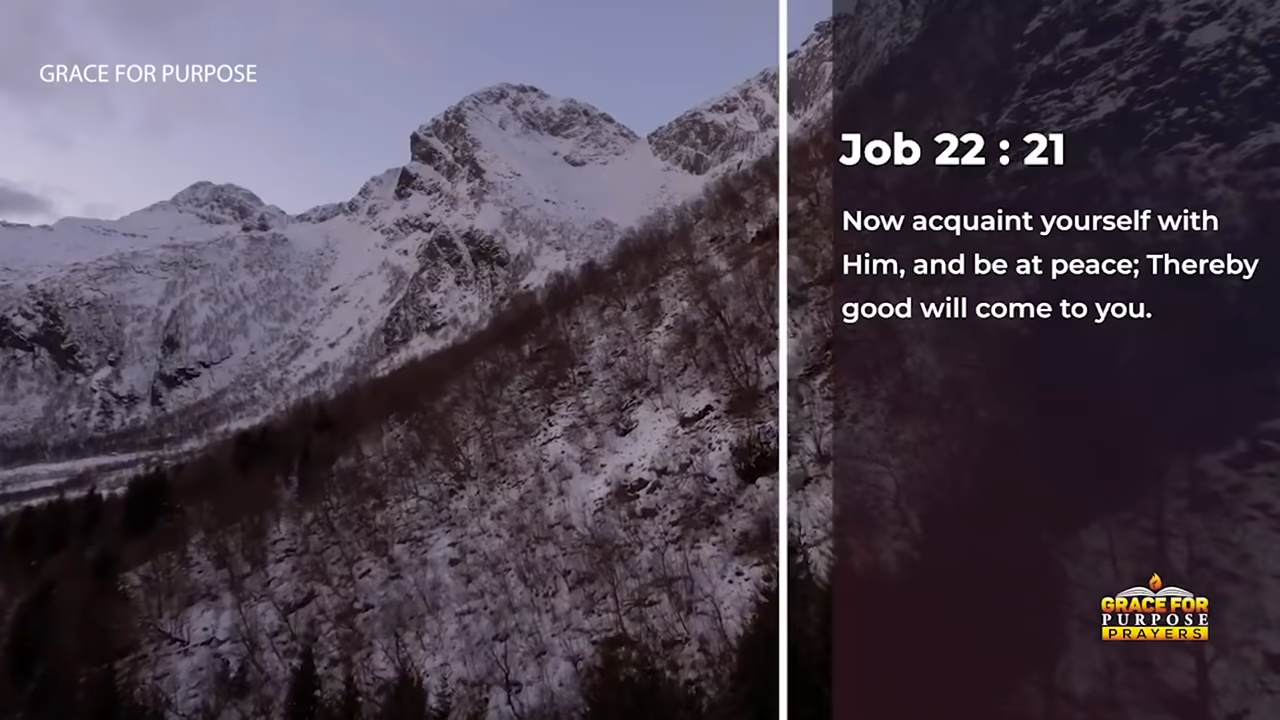 GRACE FOR PURPOSE
Job 22 : 21
Now acquaint yourself with
Him, and be at peace; Thereby
good will come to you.
GRACE FOR
PURPOSE
PRAYERS